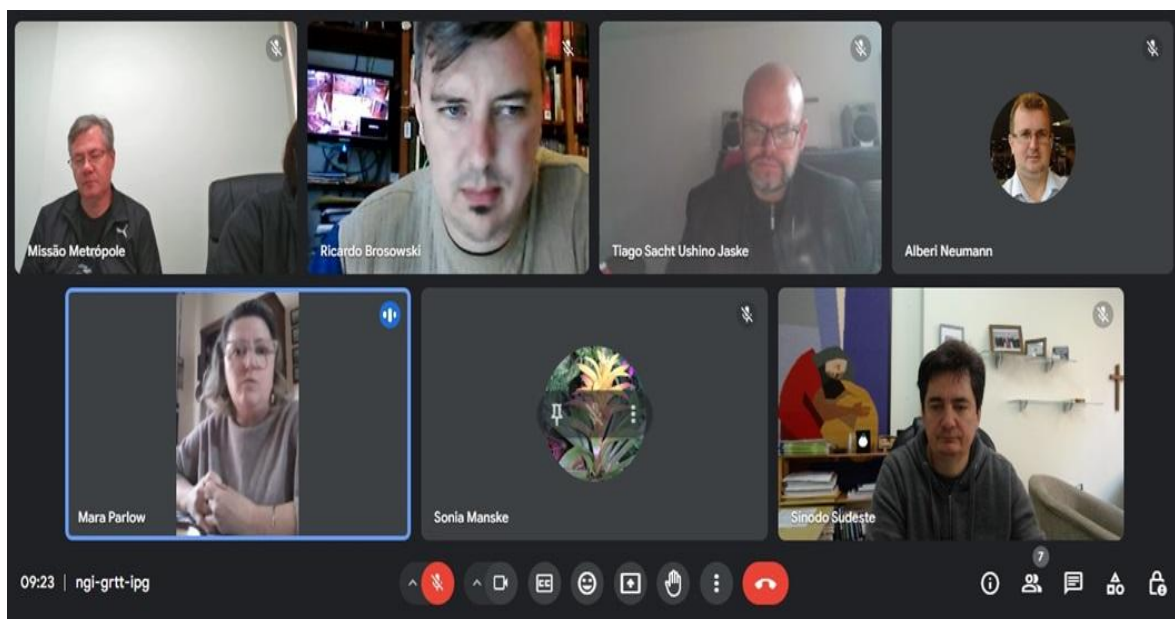 Missão Metrópole
Ricardo Brosowski
Tiago Sacht Ushino Jaske
Alberi Neumann
Mara Parlow
Sonia Manske
Sinodo Sudeste
7
09:23 | ngi-grtt-ipg
CC